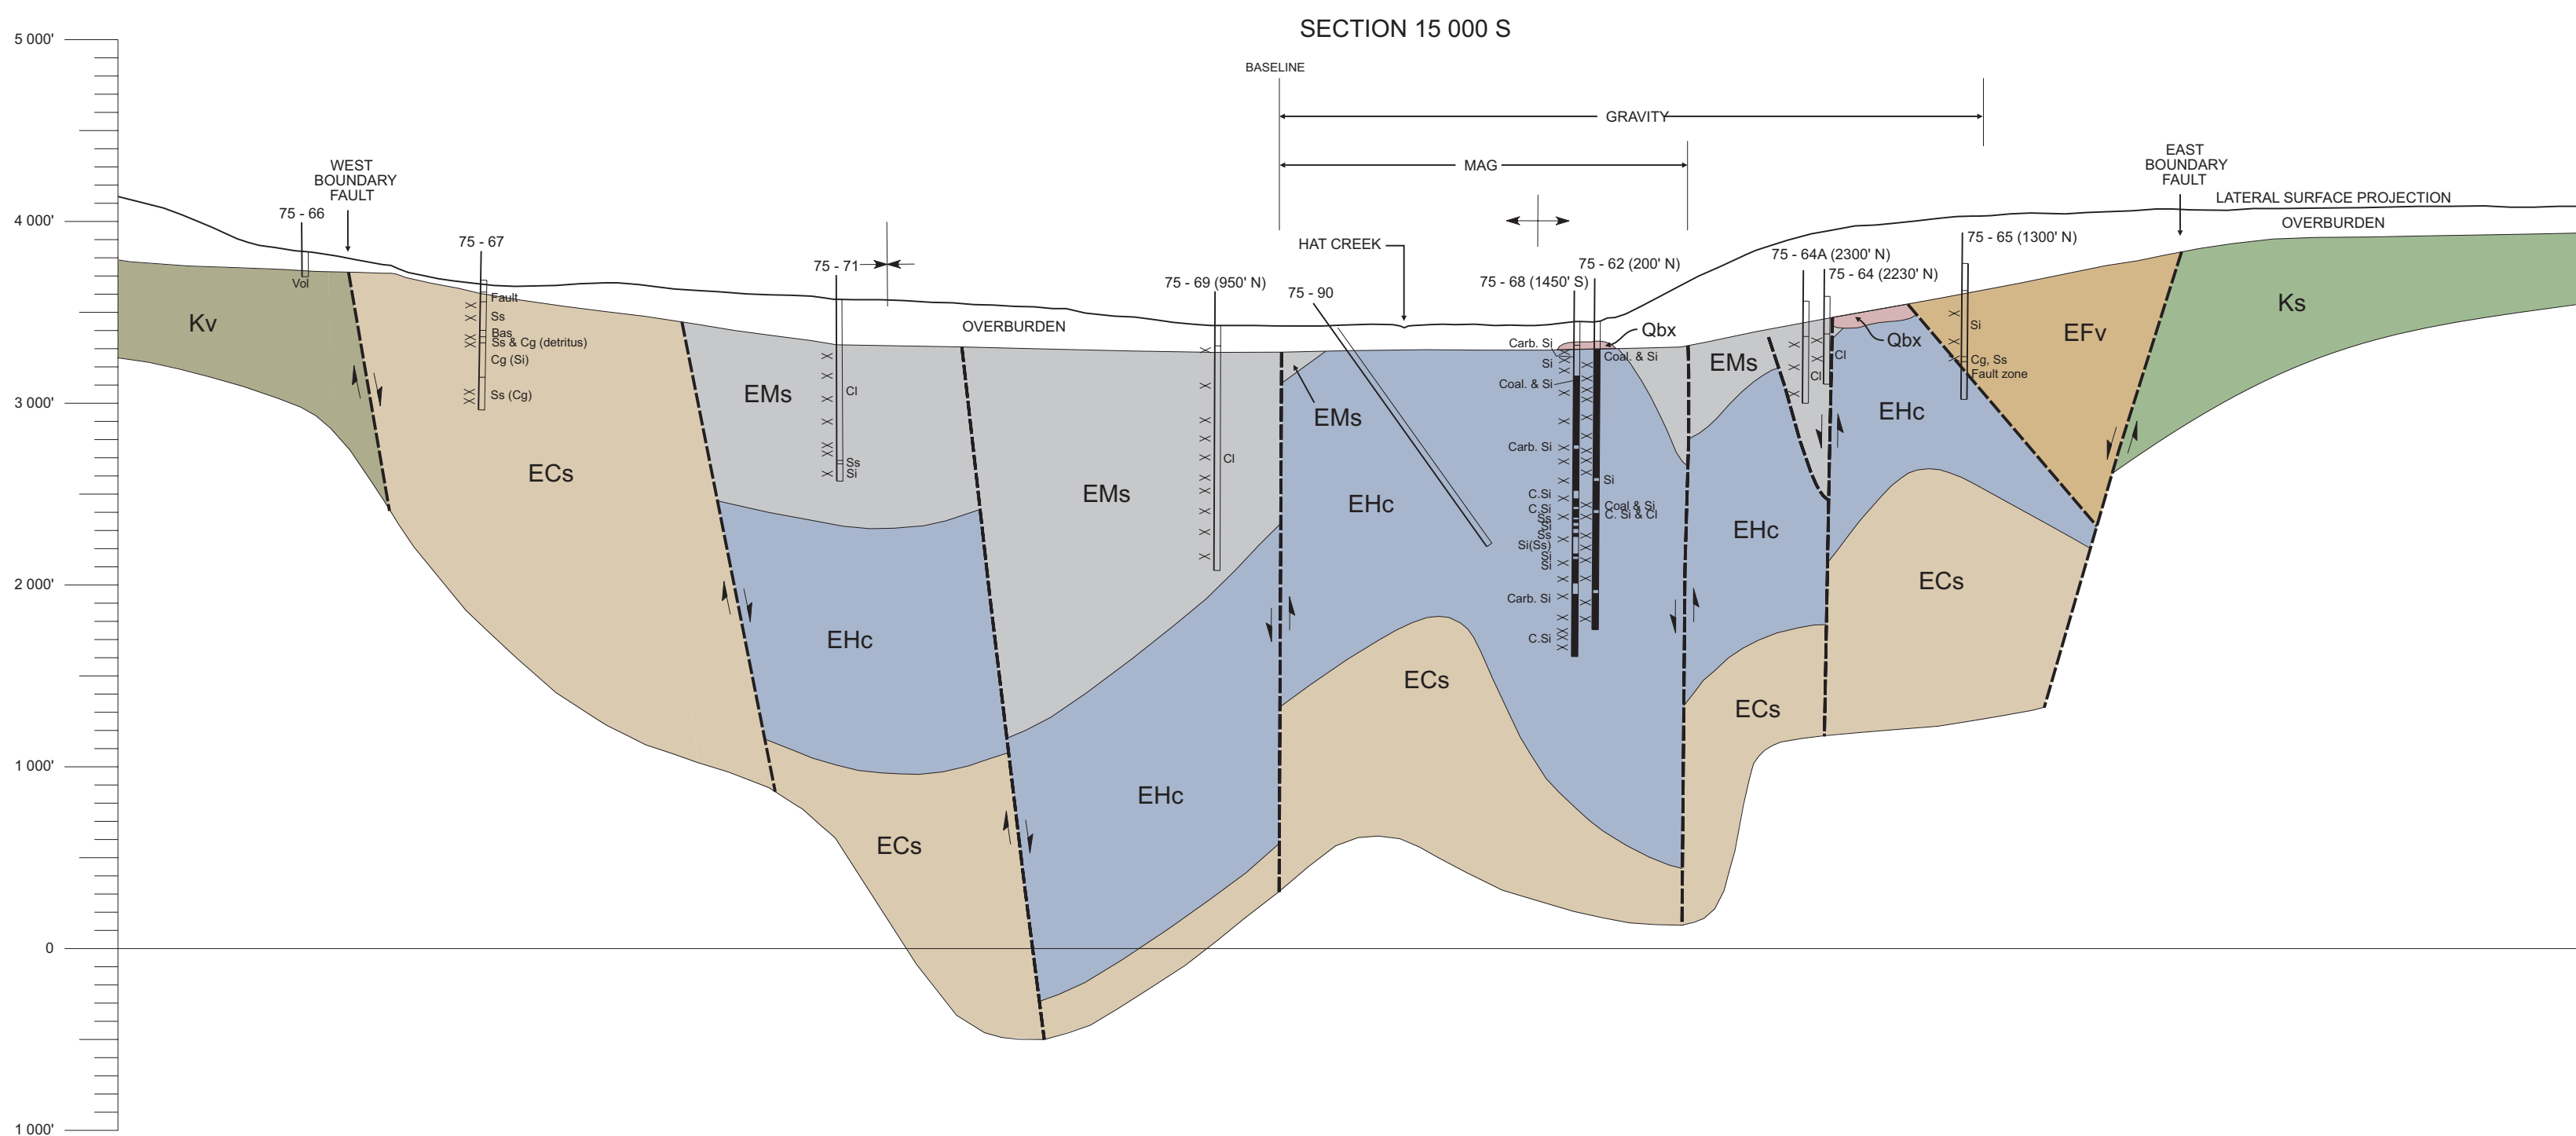 SECTION 15 000 S
5 000'
BASELINE
GRAVITY
MAG
WEST
BOUNDARY
FAULT
EAST
BOUNDARY
FAULT
LATERAL SURFACE PROJECTION
OVERBURDEN
4 000'
75 - 66
75 - 67
75 - 71
75 - 69 (950' N)
75 - 90
HAT CREEK
75 - 68 (1450' S)
75 - 62 (200' N)
75 - 64A (2300' N)
75 - 64 (2230' N)
75 - 65 (1300' N)
Vol
Kv
Fault
Ss
Bas
Ss & Cg (detritus)
Cg (Si)
Ss (Cg)
OVERBURDEN
Qbx
Qbx
Ks
EFv
Si
Cg, Ss
Fault zone
Carb. Si
Si
Coal. & Si
Coal. & Si
EMs
Cl
Cl
3 000'
EMs
Cl
Ss
Si
EMs
EHc
ECs
EMs
Cl
EHc
Carb. Si
C.Si
C.Si
Ss
Si
Ss
Si(Ss)
Si
Si
Carb. Si
C.Si
Si
Coal & Si
C. Si & Cl
EHc
2 000'
ECs
EHc
ECs
ECs
1 000'
EHc
ECs
0
1 000'